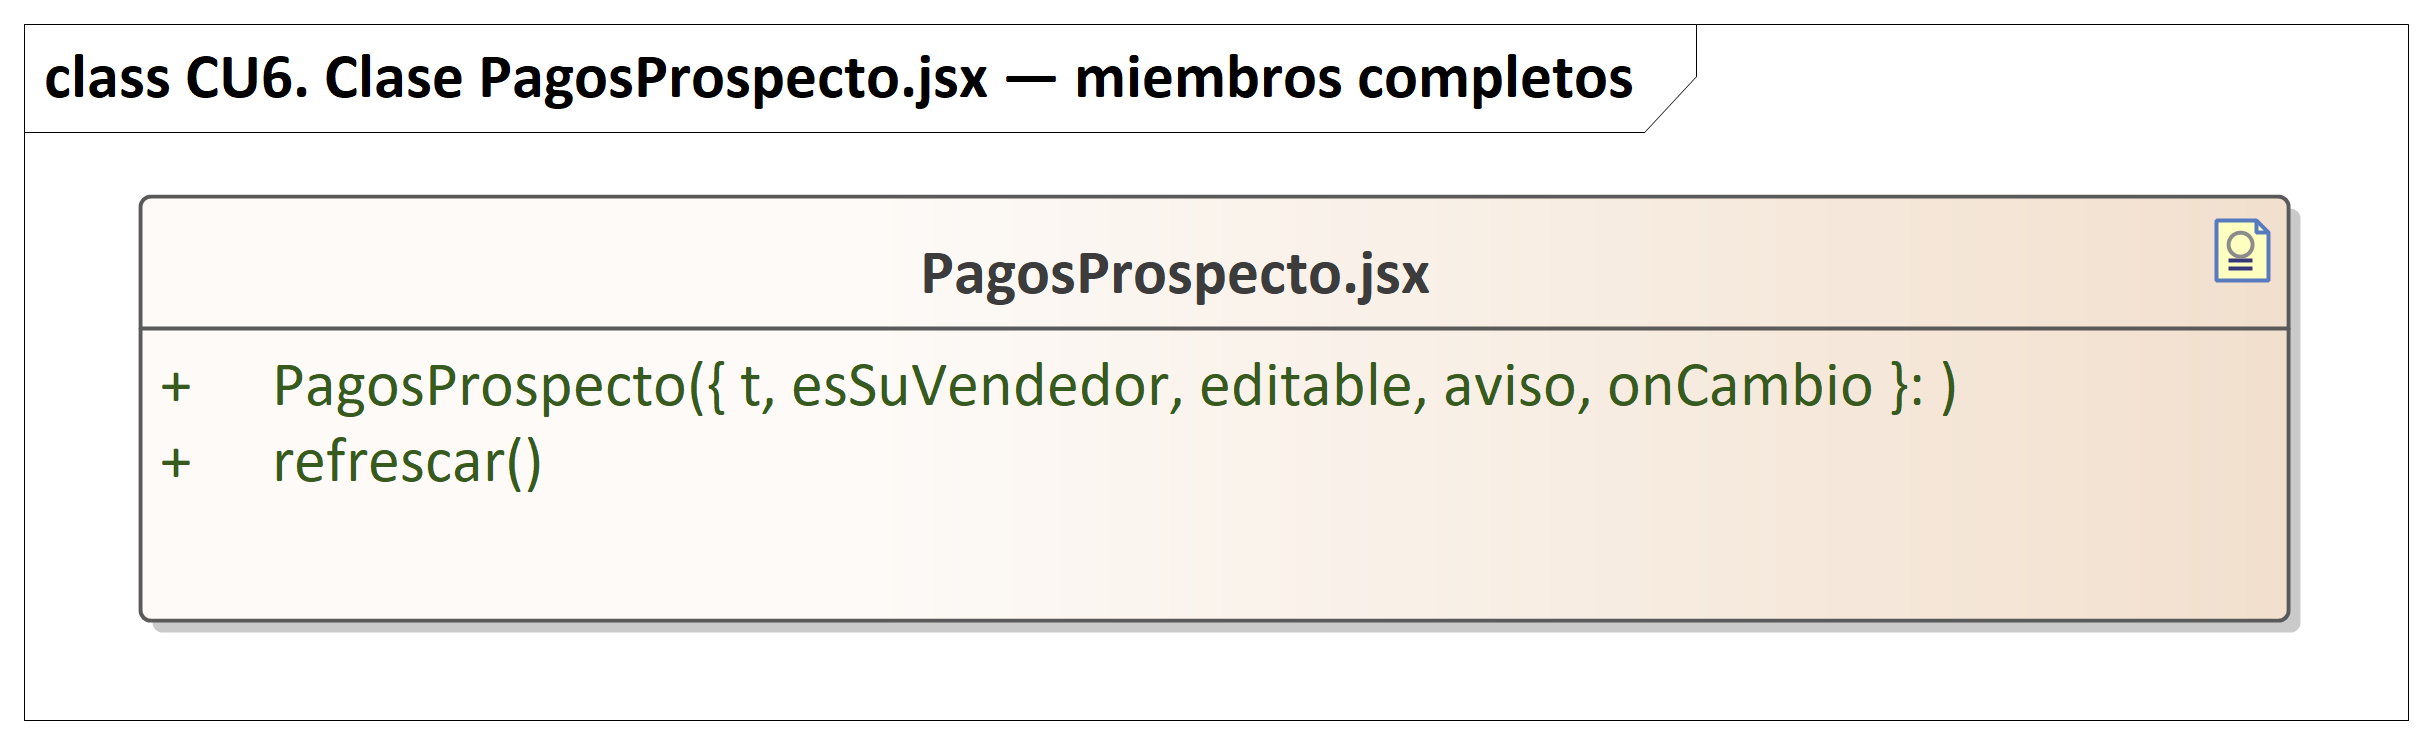 class CU6. Clase PagosProspecto.jsx — miembros completos
PagosProspecto.jsx
+ PagosProspecto({ t, esSuVendedor, editable, aviso, onCambio }: )
+ refrescar()